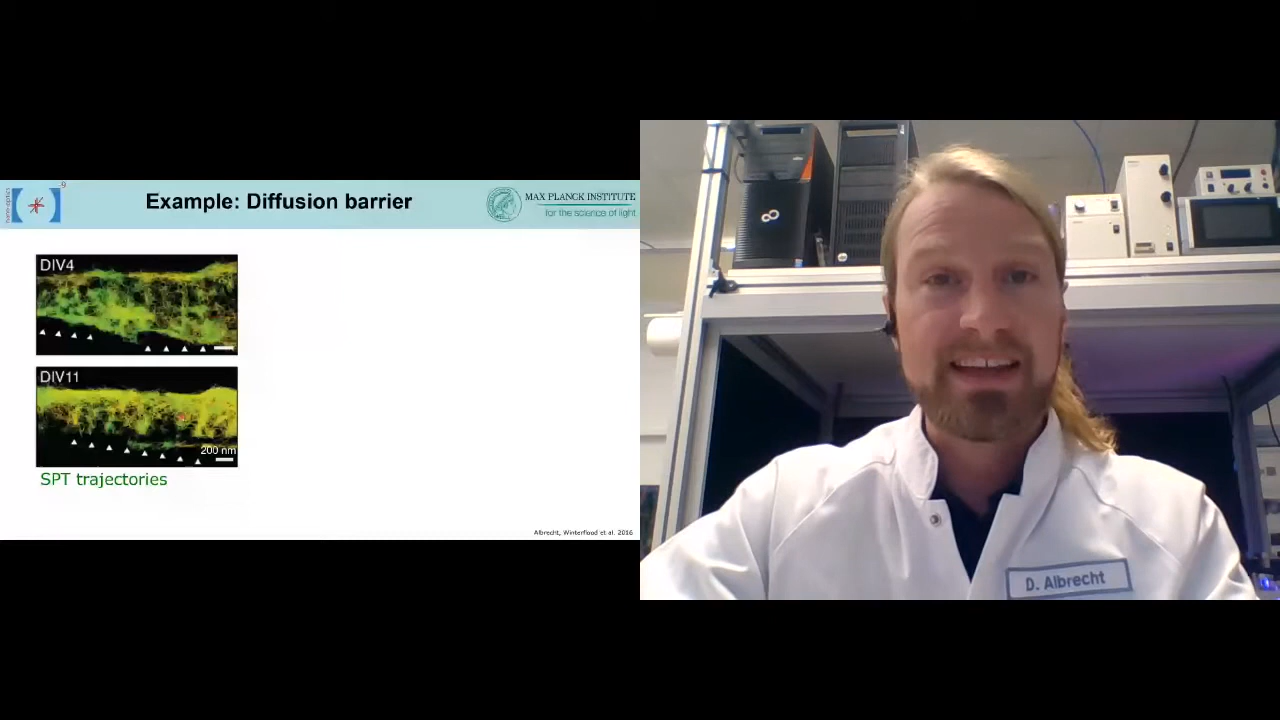 Example: Diffusion barrier
MAX PLANCK INSTITUTE
for the science of light
DIV4
DIV11
200 nm
SPT trajectories
Albrecht, Winterflood et al. 2016
D. Albrecht